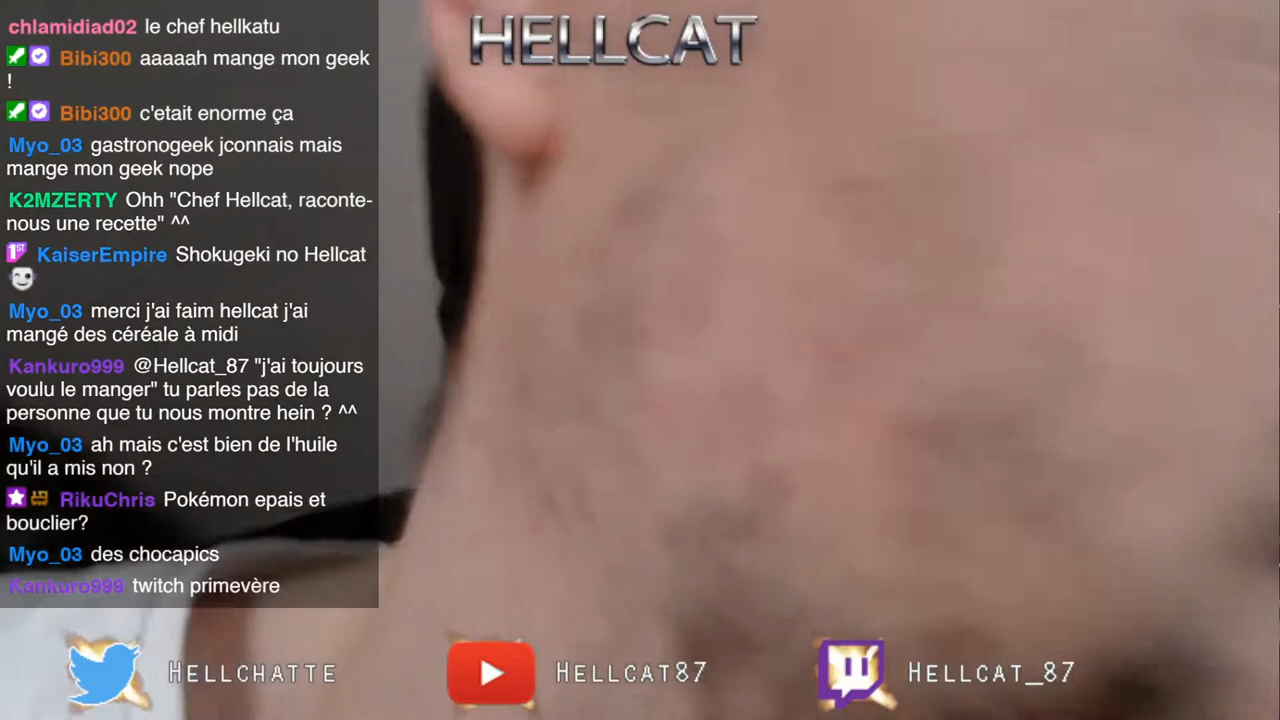 HELLCAT
chlamidiad02 le chef hellkatu
Bibi300 aaaaah mange mon geek
!
Bibi300 c'etait enorme ça
Myo_03 gastronogeek jconnais mais
mange mon geek nope
K2MZERTY Ohh "Chef Hellcat, raconte-
nous une recette" ^^
1ST KaiserEmpire Shokugeki no Hellcat
Myo_03 merci j'ai faim hellcat j'ai
mangé des céréale à midi
Kankuro999 @Hellcat_87 "j'ai toujours
voulu le manger" tu parles pas de la
personne que tu nous montre hein ? ^^
Myo_03 ah mais c'est bien de l'huile
qu'il a mis non ?
RikuChris Pokémon epais et
bouclier?
Myo_03 des chocapics
Kankuro999 twitch primevère
HELLCHATTE
HELLCAT87
HELLCAT_87